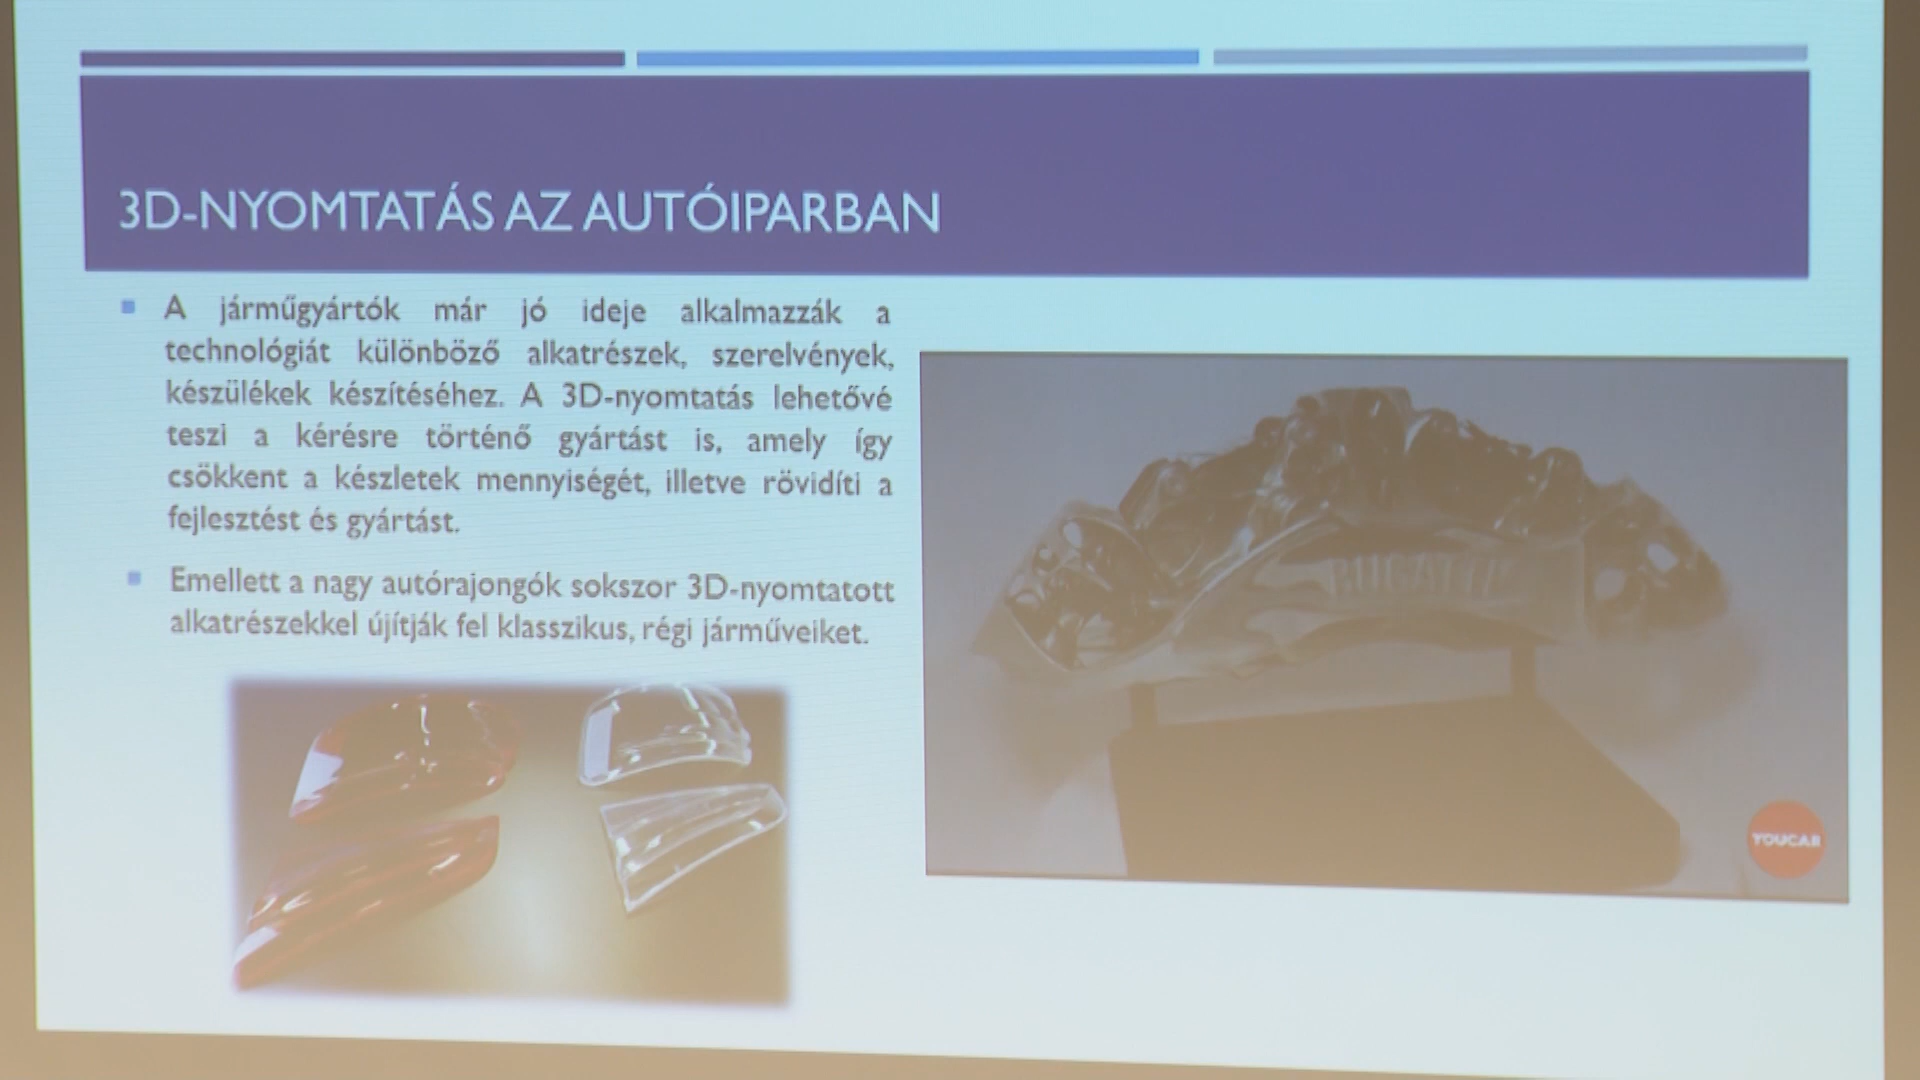 3D-NYOMTATÁS AZ AUTÓIPARBAN
A járműgyártók már jó ideje alkalmazzák a
technológiát különböző alkatrészek, szerelvények,
készülékek készítéséhez. A 3D-nyomtatás lehetővé
teszi a kérésre történő gyártást is, amely így
csökkent a készletek mennyiségét, illetve rövidíti a
fejlesztést és gyártást.
Emellett a nagy autórajongók sokszor 3D-nyomtatott
alkatrészekkel újítják fel klasszikus, régi járműveiket.
BUGATTI
YOUCAR